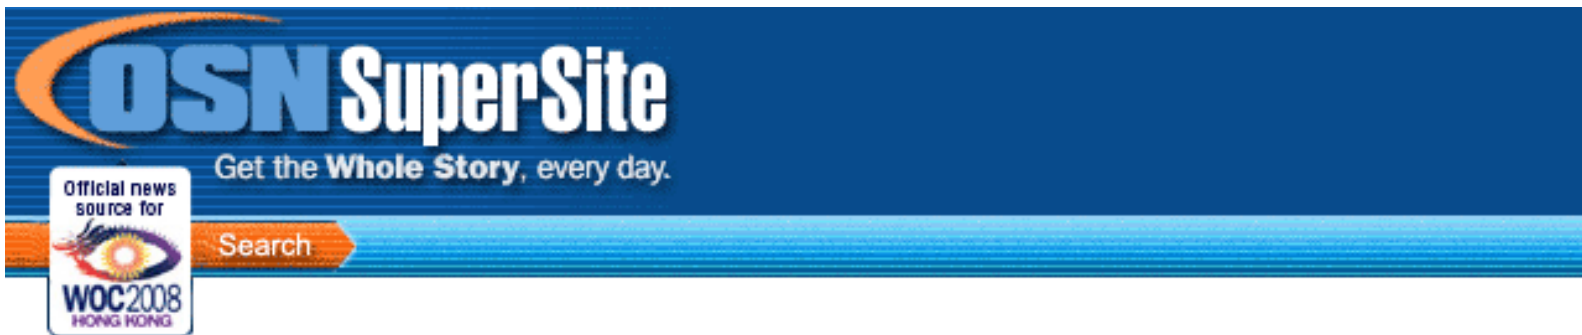 OSN SuperSite
Get the Whole Story, every day.
Official news
source for
WOC2008
HONG KONG
Search